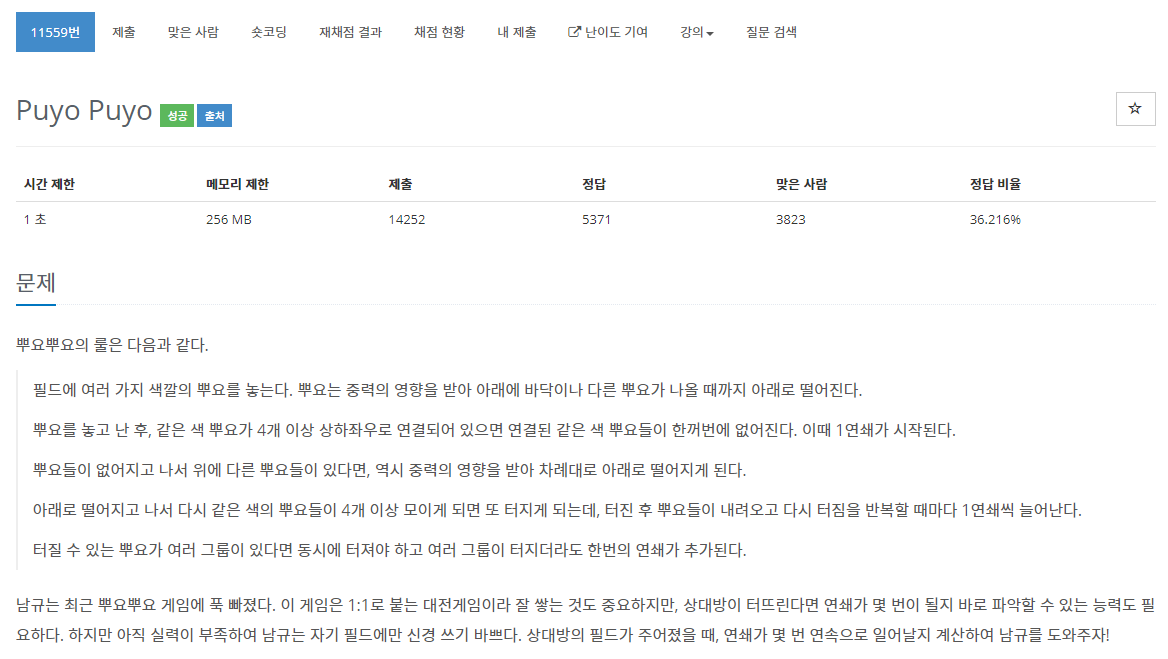 11559번 제출 맞은 사람 숏코딩 재채점 결과 채점 현황 내 제출 난이도 기여 강의 질문 검색
Puyo Puyo 성공 출처
시간 제한 메모리 제한 제출 정답 맞은 사람 정답 비율
1 초 256 MB 14252 5371 3823 36.216%
문제
뿌요뿌요의 룰은 다음과 같다.
필드에 여러 가지 색깔의 뿌요를 놓는다. 뿌요는 중력의 영향을 받아 아래에 바닥이나 다른 뿌요가 나올 때까지 아래로 떨어진다.
뿌요를 놓고 난 후, 같은 색 뿌요가 4개 이상 상하좌우로 연결되어 있으면 연결된 같은 색 뿌요들이 한꺼번에 없어진다. 이때 1연쇄가 시작된다.
뿌요들이 없어지고 나서 위에 다른 뿌요들이 있다면, 역시 중력의 영향을 받아 차례대로 아래로 떨어지게 된다.
아래로 떨어지고 나서 다시 같은 색의 뿌요들이 4개 이상 모이게 되면 또 터지게 되는데, 터진 후 뿌요들이 내려오고 다시 터짐을 반복할 때마다 1연쇄씩 늘어난다.
터질 수 있는 뿌요가 여러 그룹이 있다면 동시에 터져야 하고 여러 그룹이 터지더라도 한번의 연쇄가 추가된다.
남규는 최근 뿌요뿌요 게임에 푹 빠졌다. 이 게임은 1:1로 붙는 대전게임이라 잘 쌓는 것도 중요하지만, 상대방이 터뜨린다면 연쇄가 몇 번이 될지 바로 파악할 수 있는 능력도 필
요하다. 하지만 아직 실력이 부족하여 남규는 자기 필드에만 신경 쓰기 바쁘다. 상대방의 필드가 주어졌을 때, 연쇄가 몇 번 연속으로 일어날지 계산하여 남규를 도와주자!